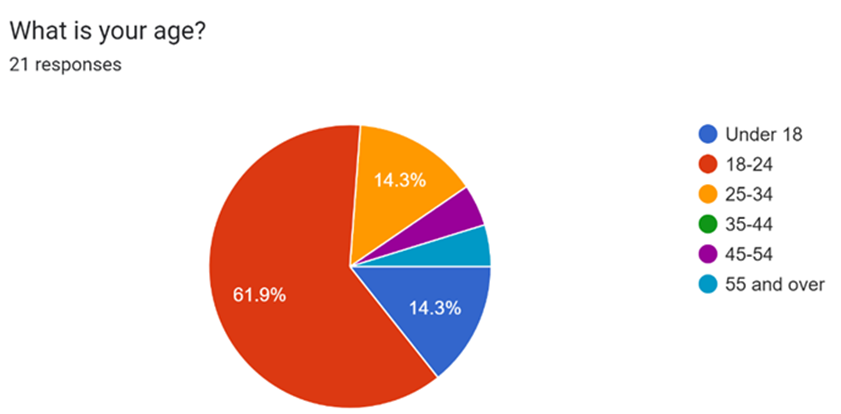 What is your age?
21 responses
14.3%
61.9%
14.3%
Under 18
18-24
25-34
35-44
45-54
55 and over